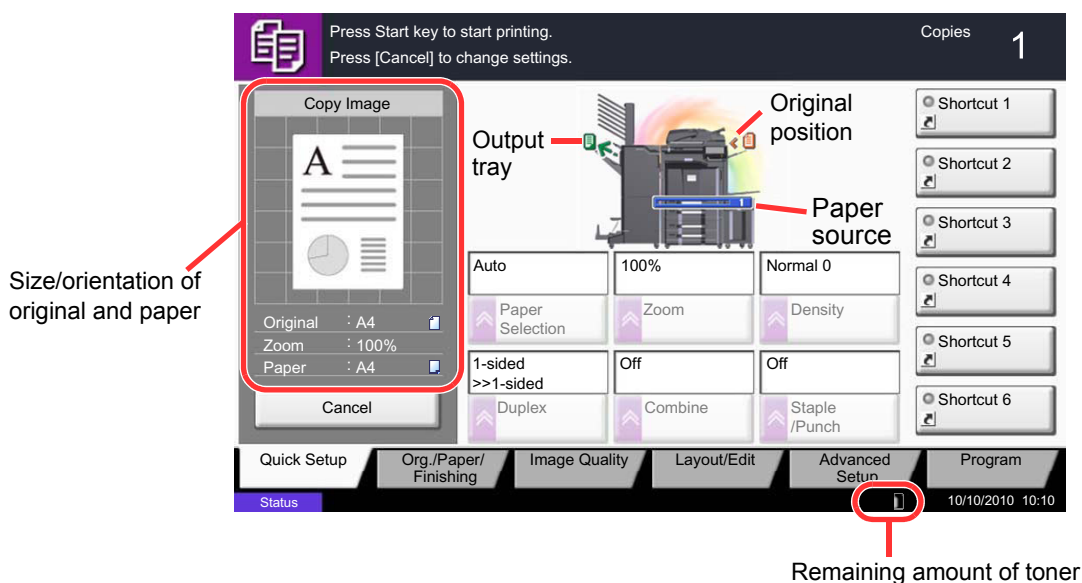 Press Start key to start printing.
Press [Cancel] to change settings.
Copies
1
Copy Image
A
Original : A4
Zoom : 100%
Paper : A4
Cancel
Output
tray
Original
position
1
Paper
source
Auto
Paper
Selection
100%
Zoom
Normal 0
Density
1-sided
>>1-sided
Duplex
Off
Combine
Off
Staple
/Punch
Shortcut 1
Shortcut 2
Shortcut 3
Shortcut 4
Shortcut 5
Shortcut 6
Size/orientation of
original and paper
Quick Setup
Org./Paper/
Finishing
Image Quality
Layout/Edit
Advanced
Setup
Program
Status
10/10/2010 10:10
Remaining amount of toner